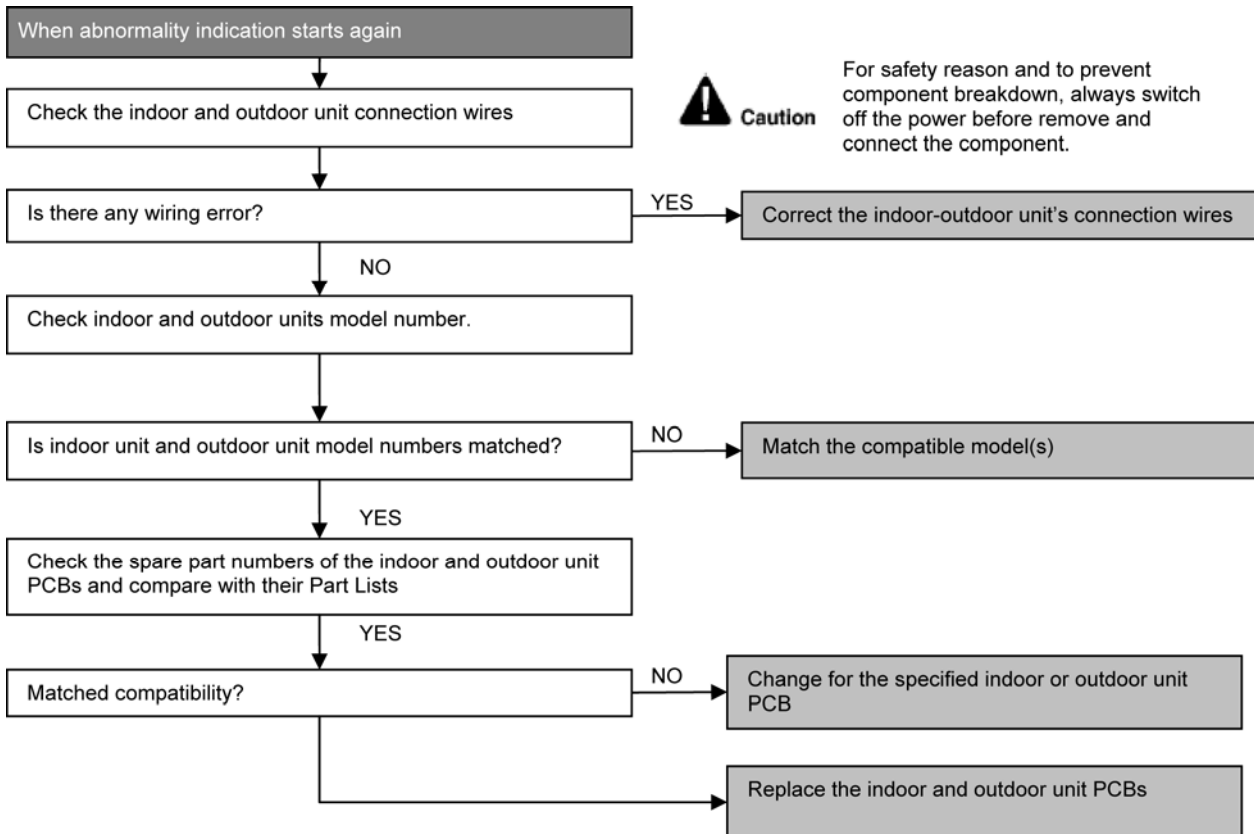 When abnormality indication starts again
Check the indoor and outdoor unit connection wires
Caution
For safety reason and to prevent
component breakdown, always switch
off the power before remove and
connect the component.
Is there any wiring error?
YES
Correct the indoor-outdoor unit's connection wires
NO
Check indoor and outdoor units model number.
Is indoor unit and outdoor unit model numbers matched?
NO
Match the compatible model(s)
YES
Check the spare part numbers of the indoor and outdoor unit
PCBs and compare with their Part Lists
YES
Matched compatibility?
NO
Change for the specified indoor or outdoor unit
PCB
Replace the indoor and outdoor unit PCBs